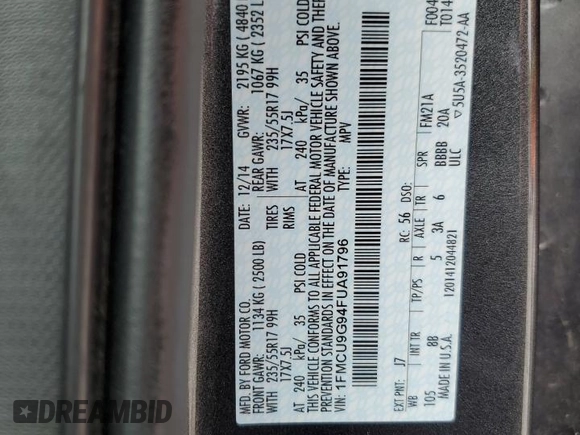 MFD. BY FORD MOTOR CO.
DATE: 12/14 GVWR: 2195 KG ( 4840
FRONT GAWR: 1134 KG ( 2500 LB) REAR GAWR: 1067 KG ( 2352 L
WITH 235/55R17 99H TIRES WITH 235/55R17 99H
17X7.5J RIMS 17X7.5J
AT 240 kPa/ 35 PSI COLD AT 240 kPa/ 35 PSI COLD
THIS VEHICLE CONFORMS TO ALL APPLICABLE FEDERAL MOTOR VEHICLE SAFETY AND THE
PREVENTION STANDARDS IN EFFECT ON THE DATE OF MANUFACTURE SHOWN ABOVE.
VIN: 1FMCU9G94FUA91796 TYPE: MPV
E004
T014
EXT PNT: J7 RC: 56 DSO: FM21A
WB INT TR TP/PS R AXLE TR SPR
105 8B 5 3A 6 BBBB 20A
MADE IN U.S.A. 120141204821 ULC ▽5U5A-3520472-AA
DREAMBID